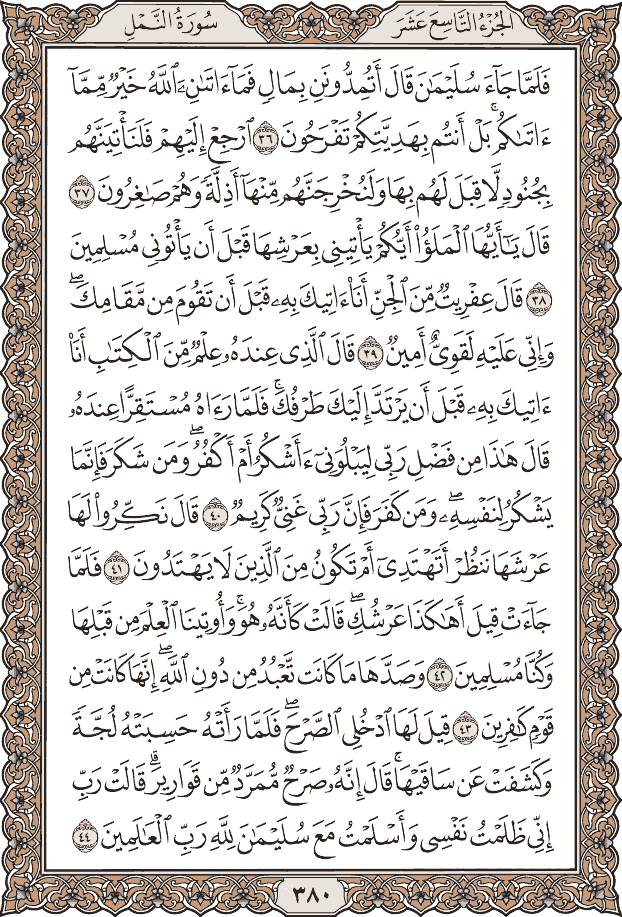 الجُزْءُ التَّاسِعَ عَشَرَ
سُورَةُ النَّمْلِ
فَلَمَّا جَآءَ سُلَيْمَٰنَ قَالَ أَتُمِدُّونَنِ بِمَالٍ فَمَآ ءَاتَىٰنِۦَ ٱللَّهُ خَيْرٌ مِّمَّآ
ءَاتَىٰكُمۚ بَلْ أَنتُم بِهَدِيَّتِكُمْ تَفْرَحُونَ ٣٦ ٱرْجِعْ إِلَيْهِمْ فَلَنَأْتِيَنَّهُم
بِجُنُودٍ لَّا قِبَلَ لَهُم بِهَا وَلَنُخْرِجَنَّهُم مِّنْهَآ أَذِلَّةً وَهُمْ صَٰغِرُونَ ٣٧
قَالَ يَٰٓأَيُّهَا ٱلْمَلَؤُا۟ أَيُّكُمْ يَأْتِينِى بِعَرْشِهَا قَبْلَ أَن يَأْتُونِى مُسْلِمِينَ
٣٨ قَالَ عِفْرِيتٌ مِّنَ ٱلْجِنِّ أَنَا۠ ءَاتِيكَ بِهِۦ قَبْلَ أَن تَقُومَ مِن مَّقَامِكَۖ
وَإِنِّى عَلَيْهِ لَقَوِىٌّ أَمِينٌ ٣٩ قَالَ ٱلَّذِى عِندَهُۥ عِلْمٌ مِّنَ ٱلْكِتَٰبِ أَنَا۠
ءَاتِيكَ بِهِۦ قَبْلَ أَن يَرْتَدَّ إِلَيْكَ طَرْفُكَۚ فَلَمَّا رَءَاهُ مُسْتَقِرًّا عِندَهُۥ
قَالَ هَٰذَا مِن فَضْلِ رَبِّى لِيَبْلُوَنِىٓ ءَأَشْكُرُ أَمْ أَكْفُرُۖ وَمَن شَكَرَ فَإِنَّمَا
يَشْكُرُ لِنَفْسِهِۦۖ وَمَن كَفَرَ فَإِنَّ رَبِّى غَنِىٌّ كَرِيمٌ ٤٠ قَالَ نَكِّرُوا۟ لَهَا
عَرْشَهَا نَنظُرْ أَتَهْتَدِىٓ أَمْ تَكُونُ مِنَ ٱلَّذِينَ لَا يَهْتَدُونَ ٤١ فَلَمَّا
جَآءَتْ قِيلَ أَهَٰكَذَا عَرْشُكِۖ قَالَتْ كَأَنَّهُۥ هُوَۚ وَأُوتِينَا ٱلْعِلْمَ مِن قَبْلِهَا
وَكُنَّا مُسْلِمِينَ ٤٢ وَصَدَّهَا مَا كَانَت تَّعْبُدُ مِن دُونِ ٱللَّهِۖ إِنَّهَا كَانَتْ مِن
قَوْمٍ كَٰفِرِينَ ٤٣ قِيلَ لَهَا ٱدْخُلِى ٱلصَّرْحَۖ فَلَمَّا رَأَتْهُ حَسِبَتْهُ لُجَّةً
وَكَشَفَتْ عَن سَاقَيْهَاۚ قَالَ إِنَّهُۥ صَرْحٌ مُّمَرَّدٌ مِّن قَوَارِيرَۗ قَالَتْ رَبِّ
إِنِّى ظَلَمْتُ نَفْسِى وَأَسْلَمْتُ مَعَ سُلَيْمَٰنَ لِلَّهِ رَبِّ ٱلْعَٰلَمِينَ ٤٤
٣٨٠